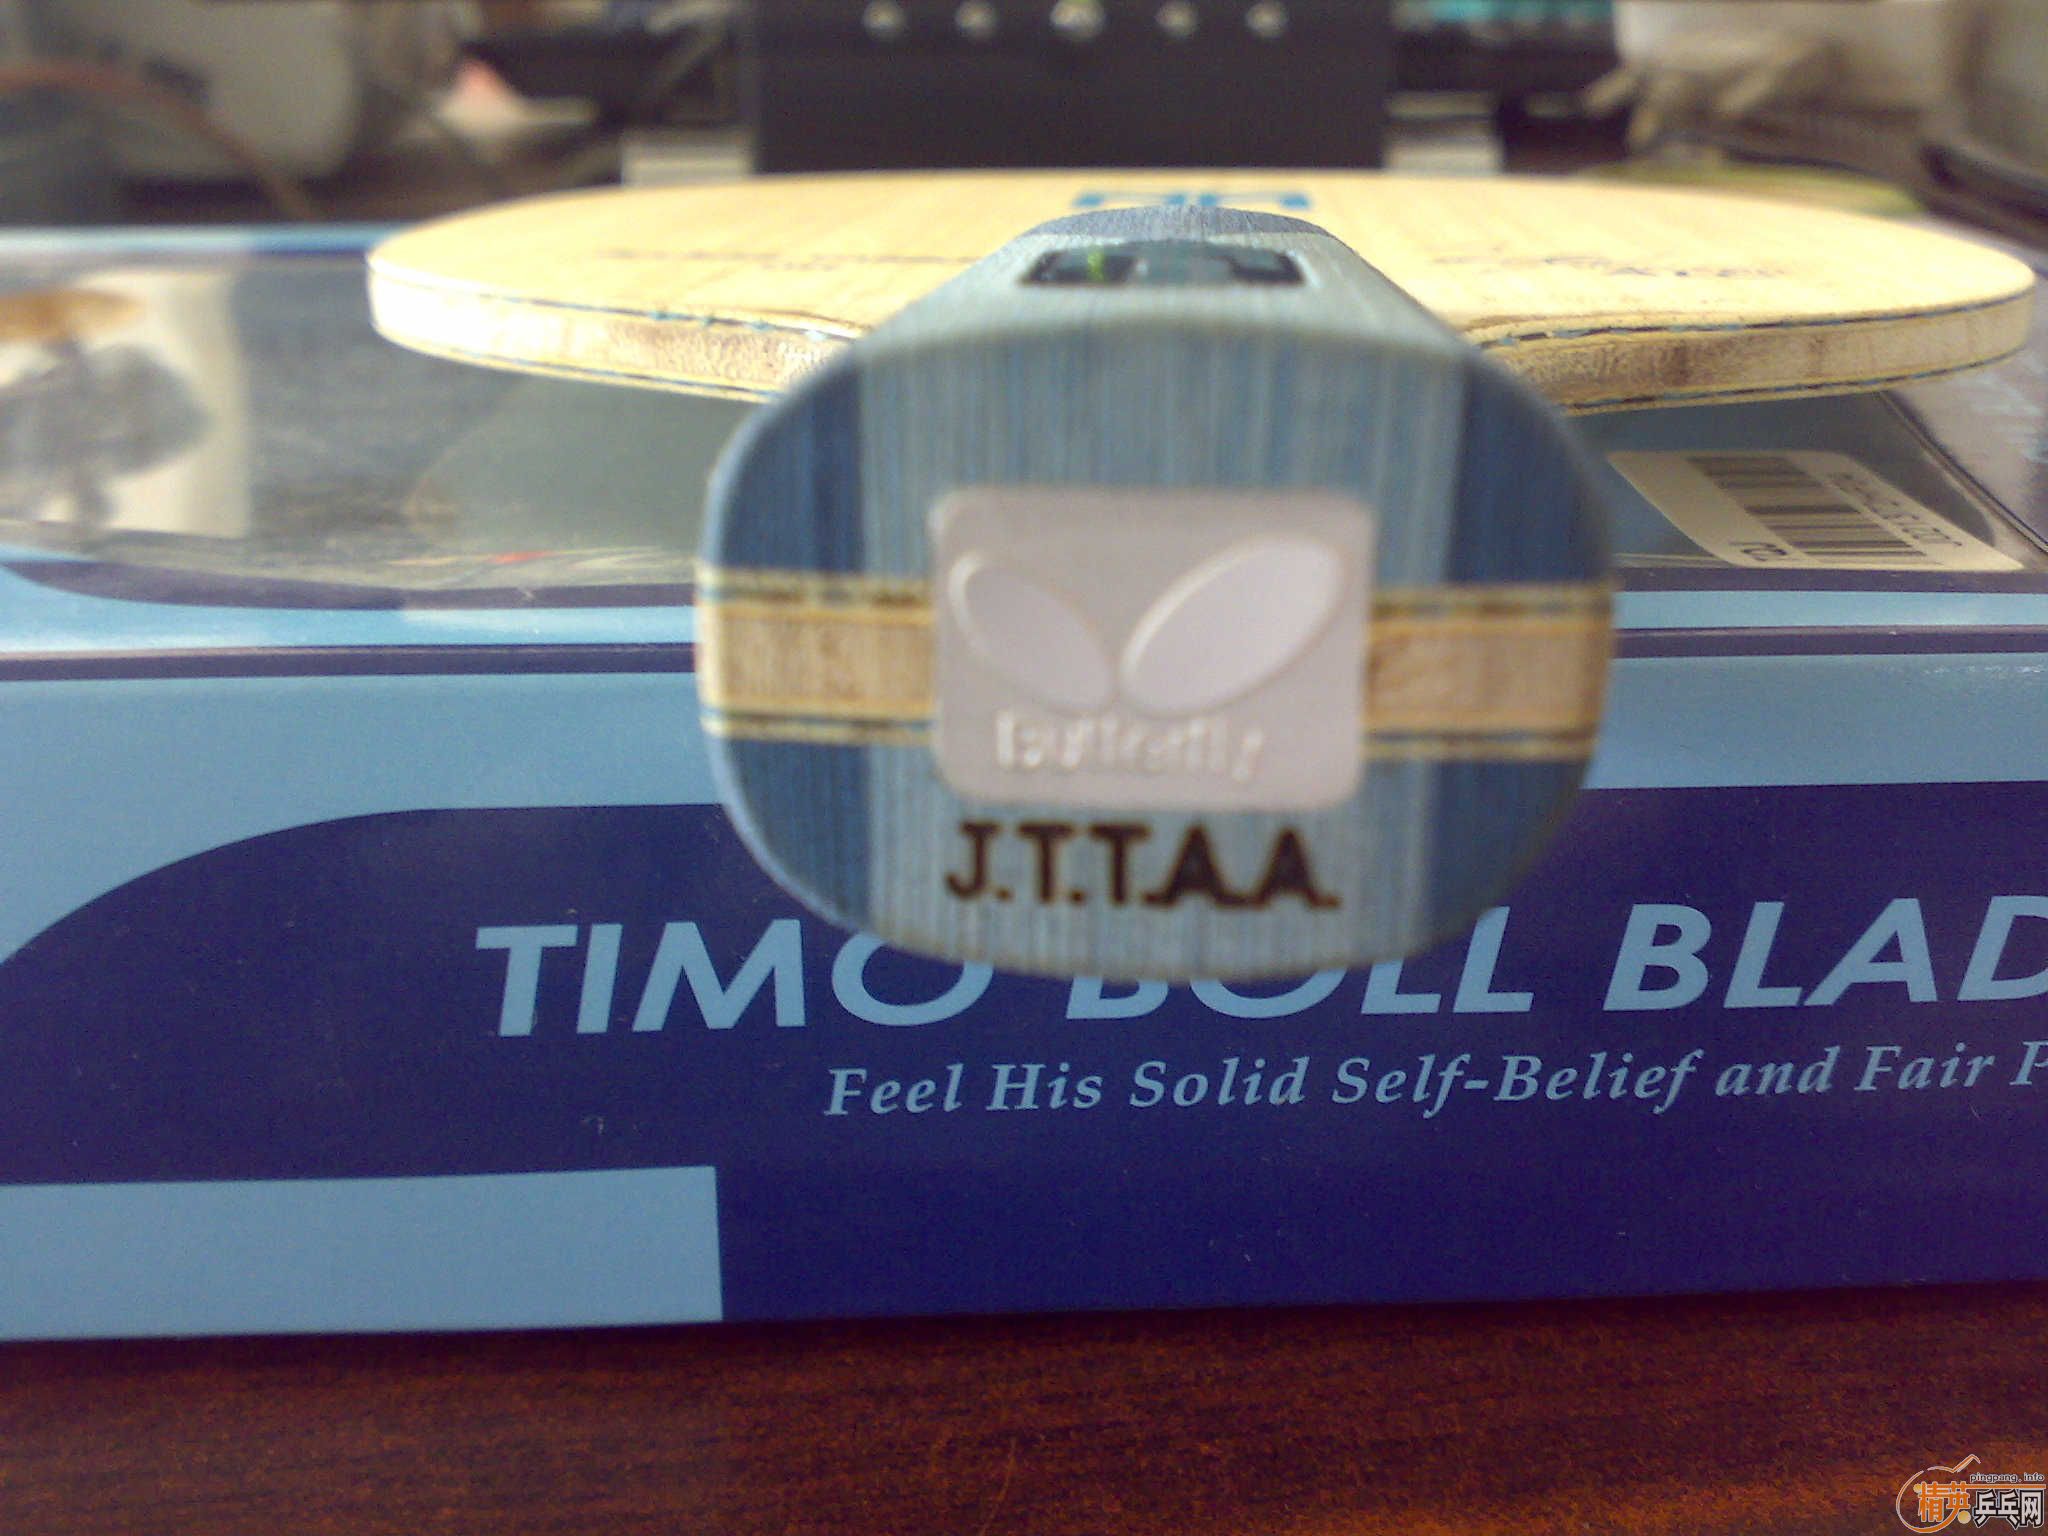 butterfly
J.T.T.A.A.
TIMO BOLL BLAD
Feel His Solid Self-Belief and Fair P
pingpang.info
精英乒乓网